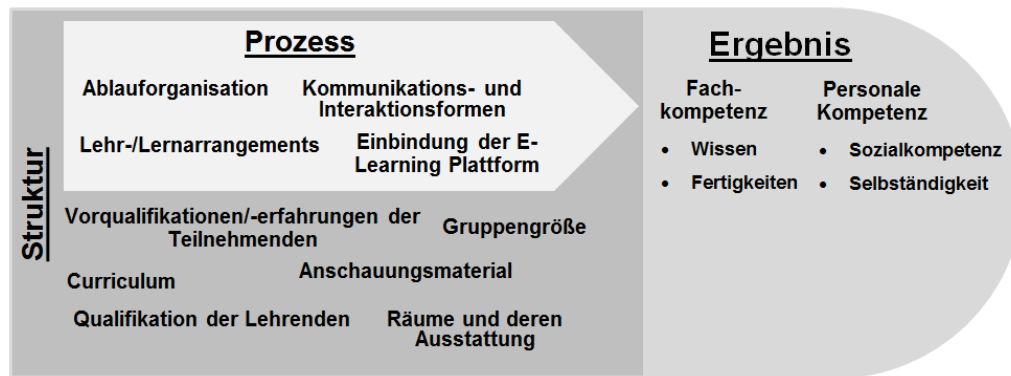 Prozess
Ablauforganisation
Kommunikations- und
Interaktionsformen
Lehr-/Lernarrangements
Einbindung der E-
Learning Plattform
Struktur
Vorqualifikationen/-erfahrungen der
Teilnehmenden
Gruppengröße
Curriculum
Anschauungsmaterial
Qualifikation der Lehrenden
Räume und deren
Ausstattung
Ergebnis
Fach-
kompetenz
• Wissen
• Fertigkeiten
Personale
Kompetenz
• Sozialkompetenz
• Selbständigkeit